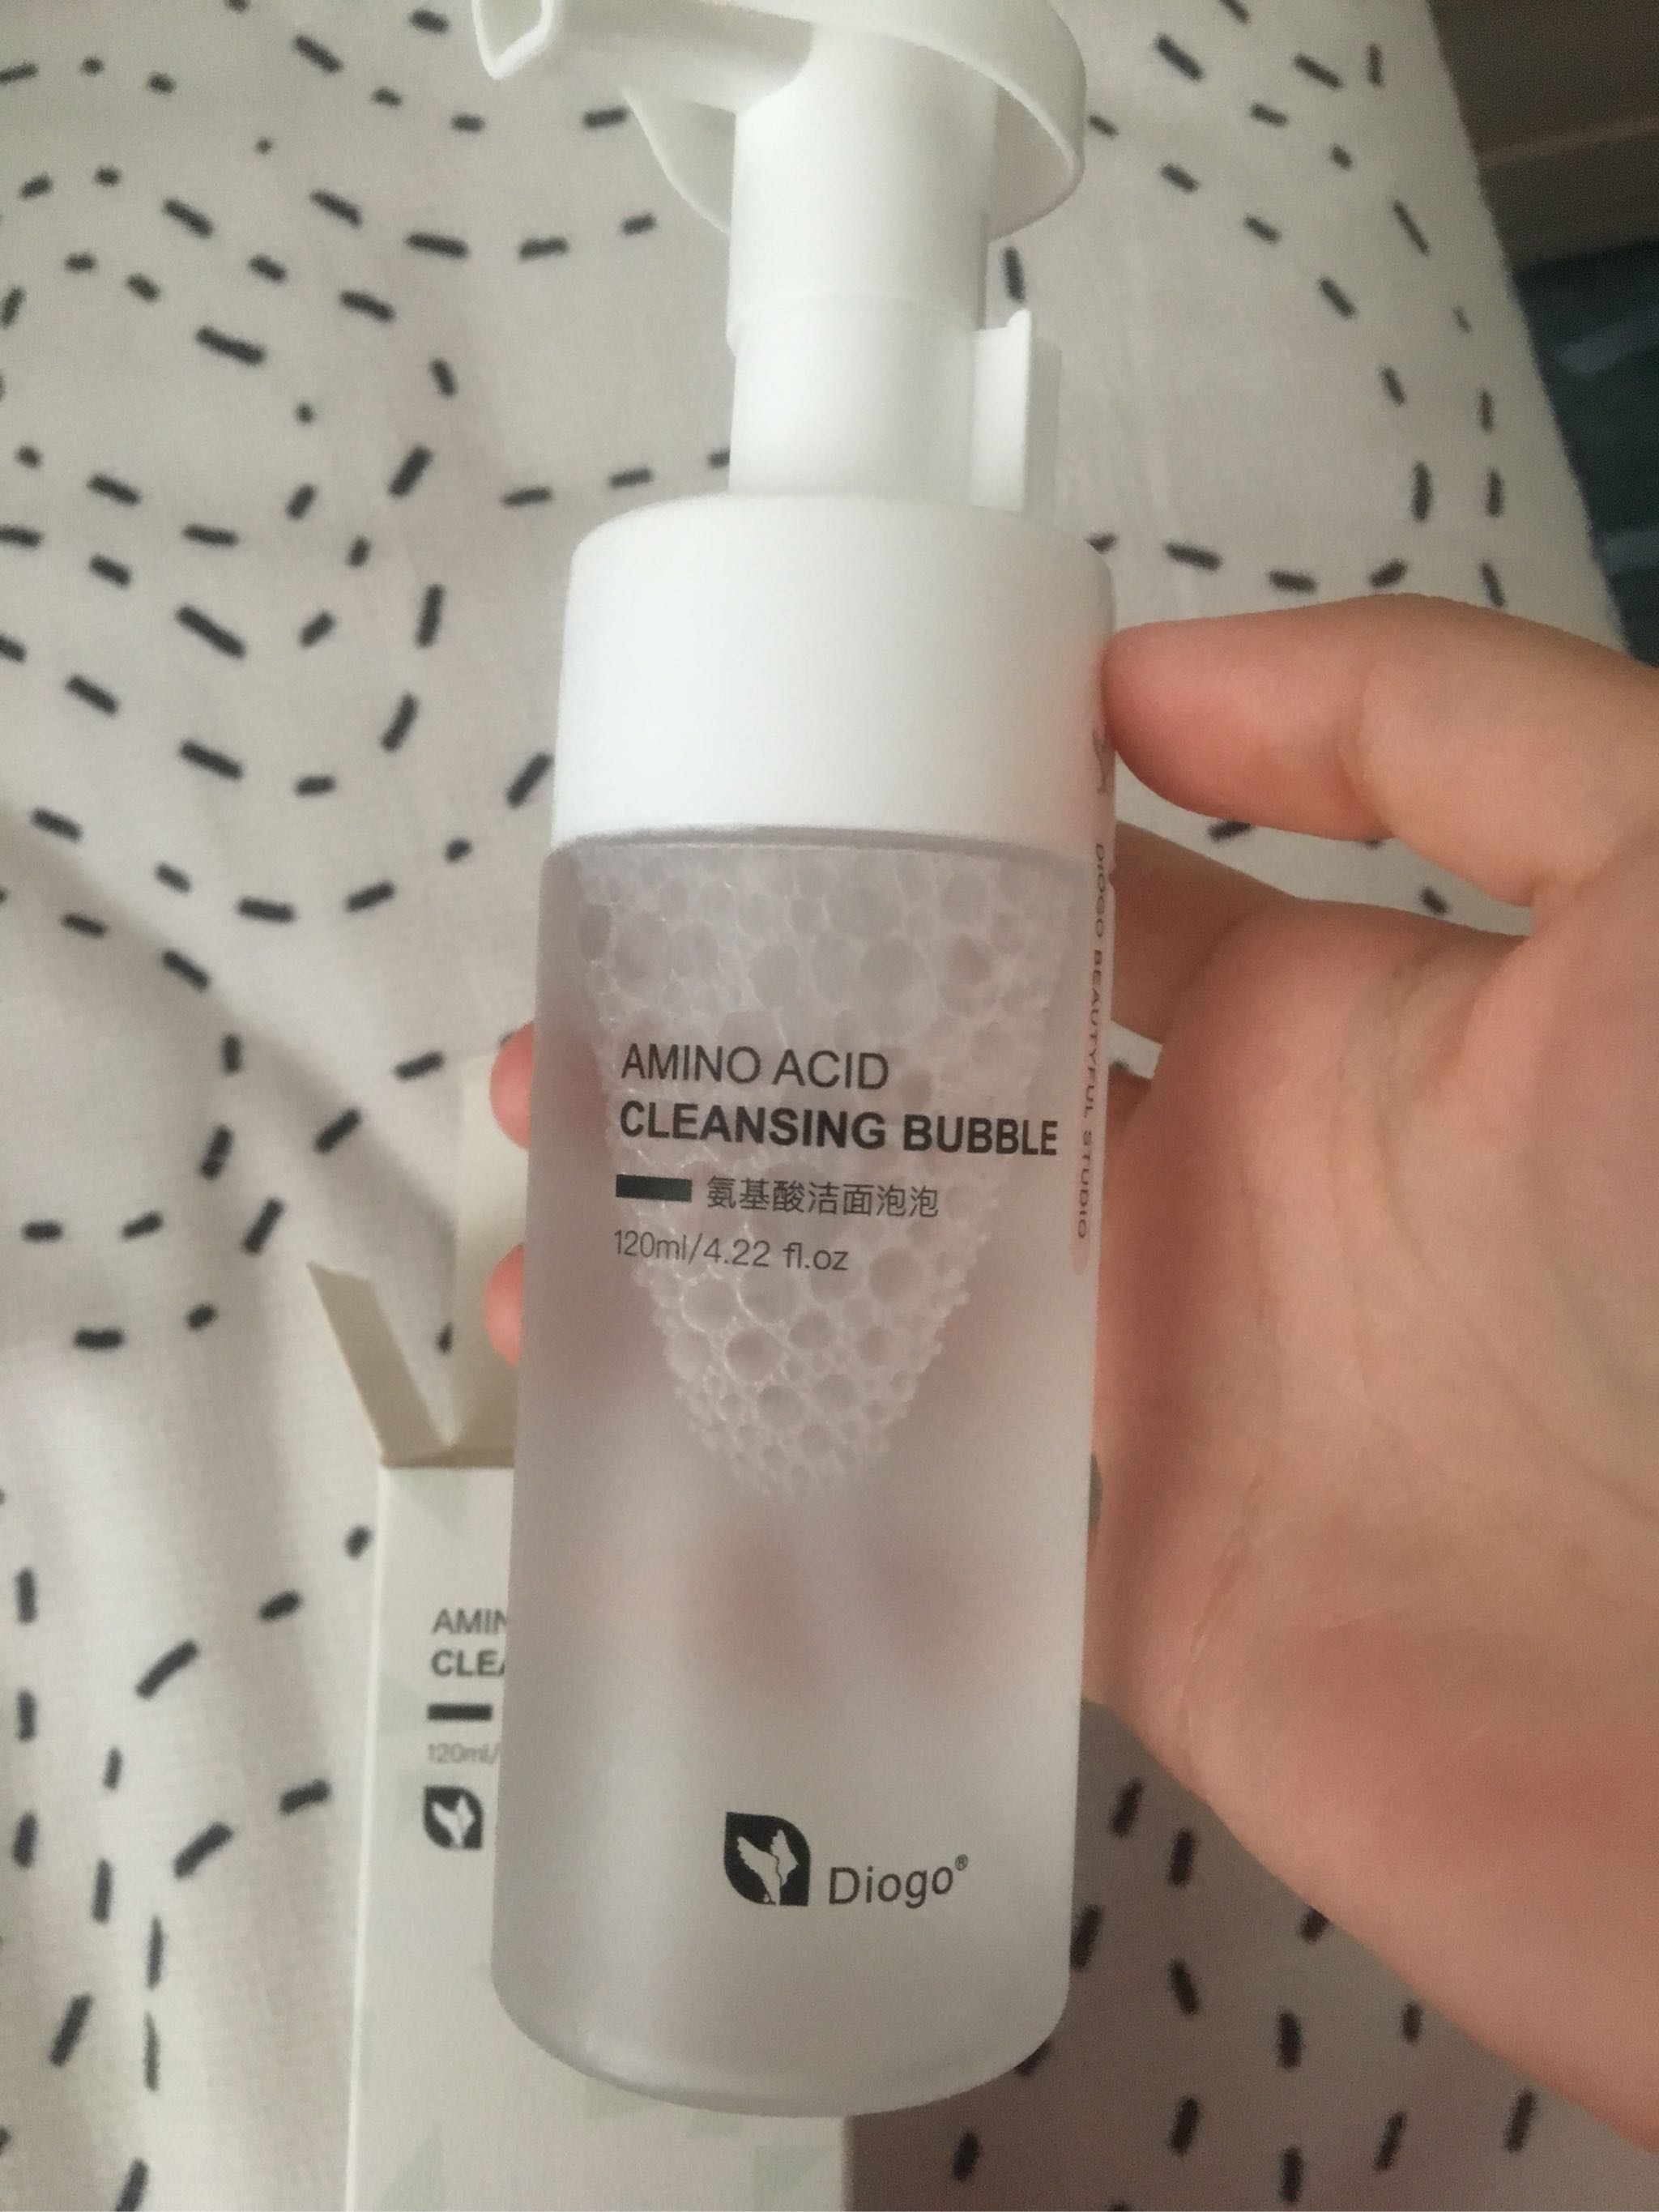 AMINO ACID
CLEANSING BUBBLE
氨基酸洁面泡泡
120ml/4.22 fl.oz
Diogo®
DIOGO BEAUTYFUL STUDIO
AMIN
CLEA
120ml/